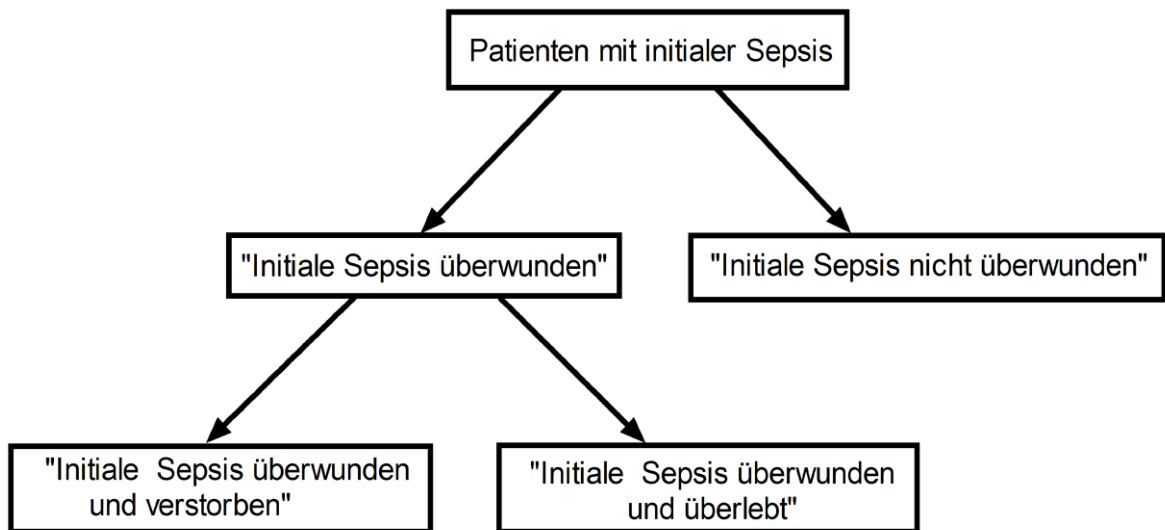 Patienten mit initialer Sepsis
"Initiale Sepsis überwunden"
"Initiale Sepsis nicht überwunden"
"Initiale Sepsis überwunden
und verstorben"
"Initiale Sepsis überwunden
und überlebt"